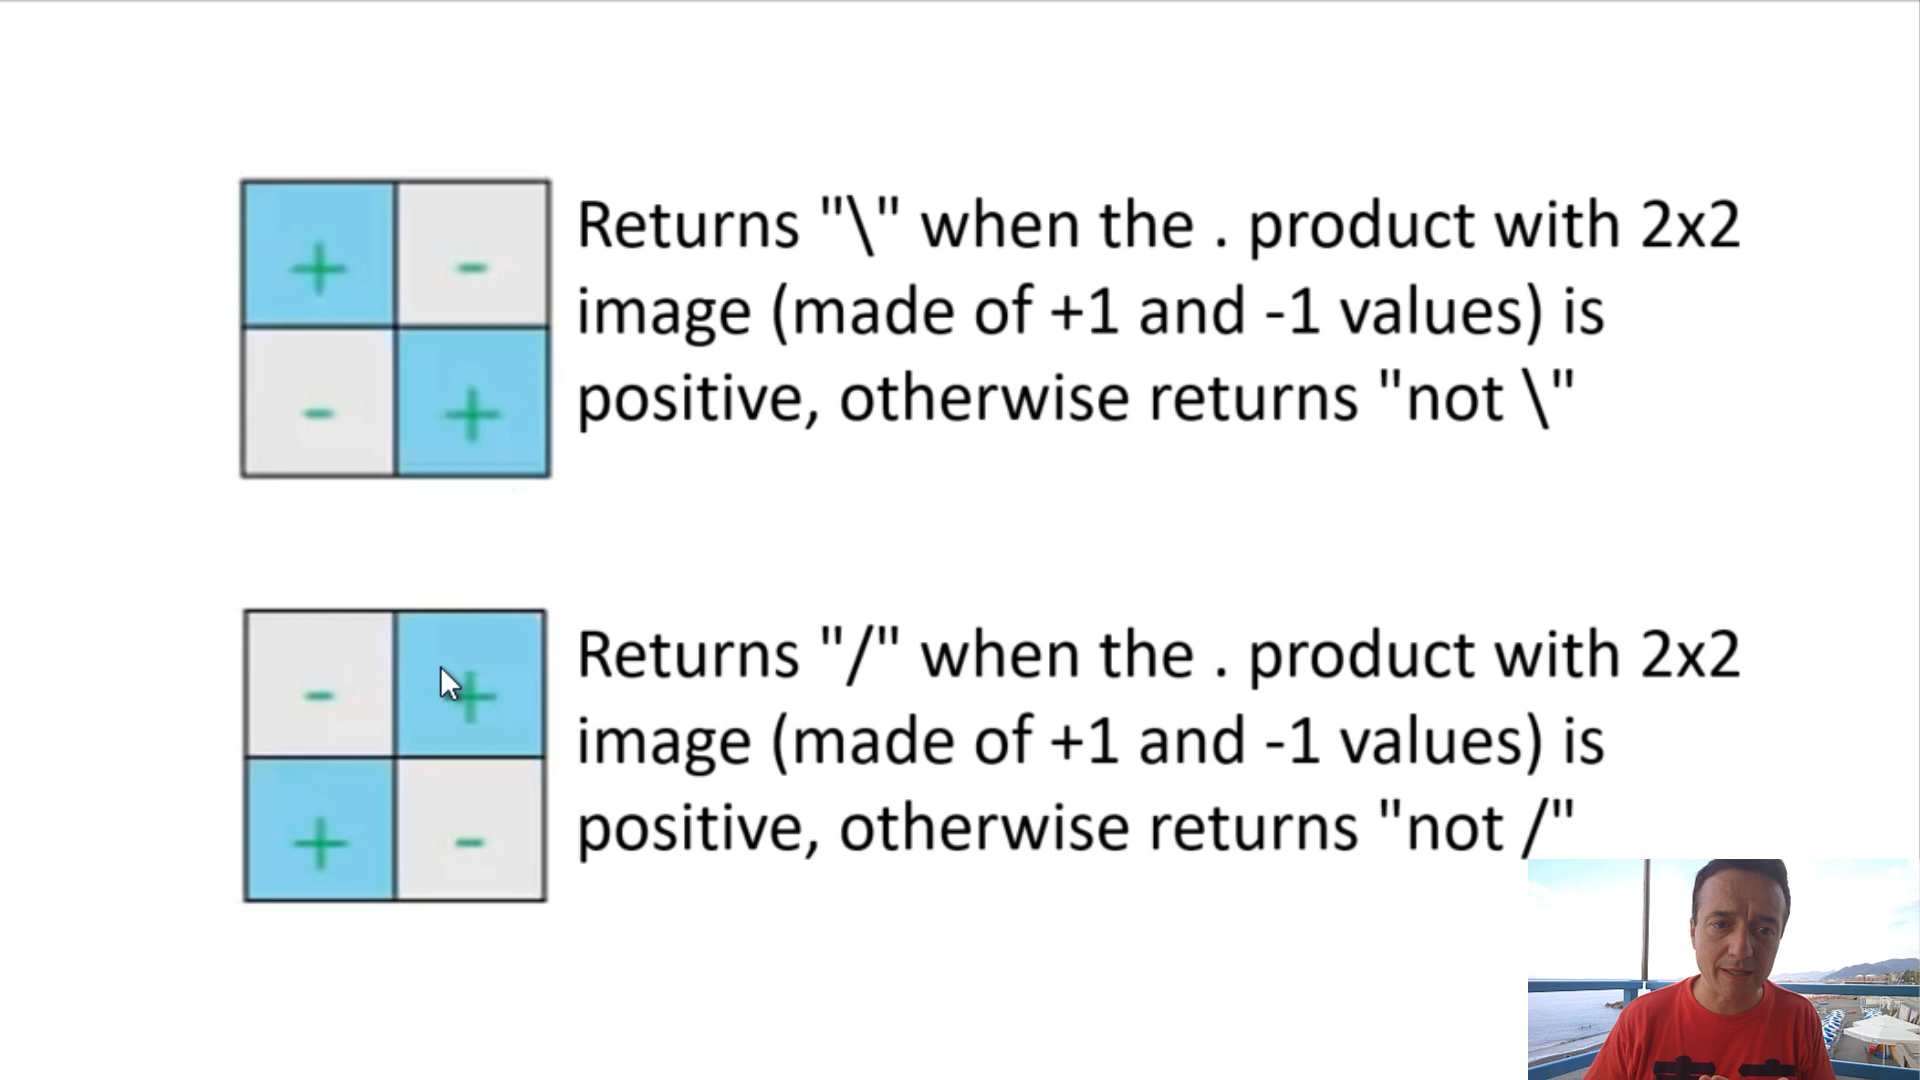 + -
- +
Returns "\" when the . product with 2x2
image (made of +1 and -1 values) is
positive, otherwise returns "not \"
- +
+ -
Returns "/" when the . product with 2x2
image (made of +1 and -1 values) is
positive, otherwise returns "not /"